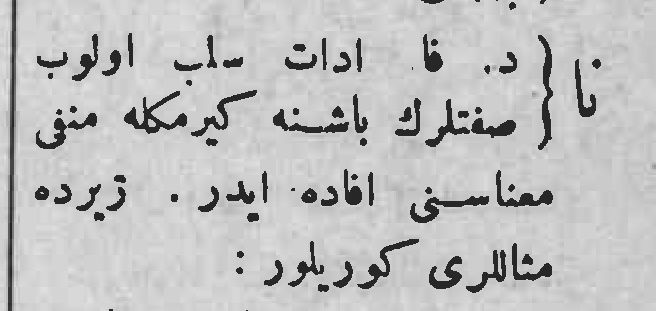 نا { د. فا ادات سلب اولوب
صفتلرك باشنه كيرمكله منفى
معناسنى افاده ايدر . زيرده
مثاللرى كوريلور :